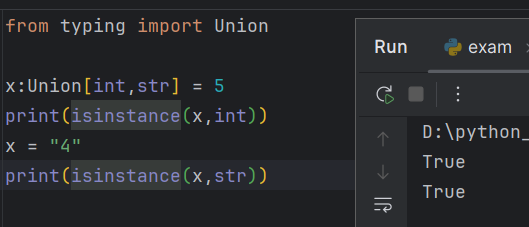 from typing import Union
x:Union[int,str] = 5
print(isinstance(x,int))
x = "4"
print(isinstance(x,str))
Run
exam
D:\python_
True
True